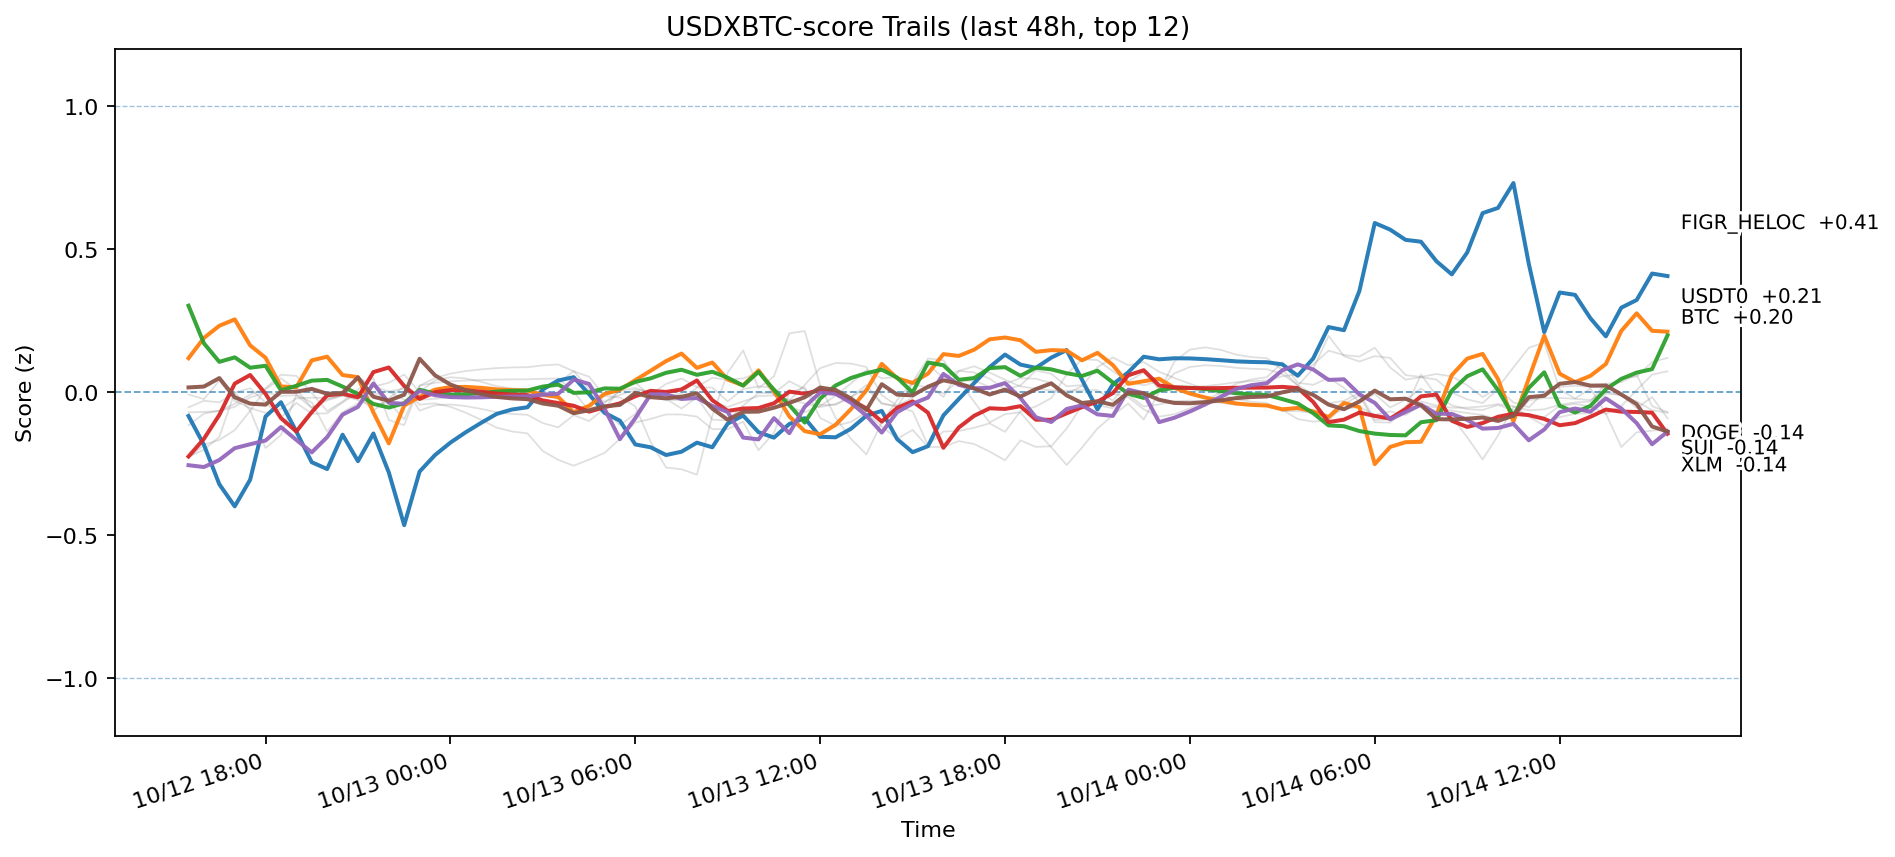 USDXBTC-score Trails (last 48h, top 12)
Score (z)
1.0
0.5
0.0
−0.5
−1.0
FIGR_HELOC +0.41
USDT0 +0.21
BTC +0.20
DOGE -0.14
SUI -0.14
XLM -0.14
10/12 18:00
10/13 00:00
10/13 06:00
10/13 12:00
10/13 18:00
10/14 00:00
10/14 06:00
10/14 12:00
Time